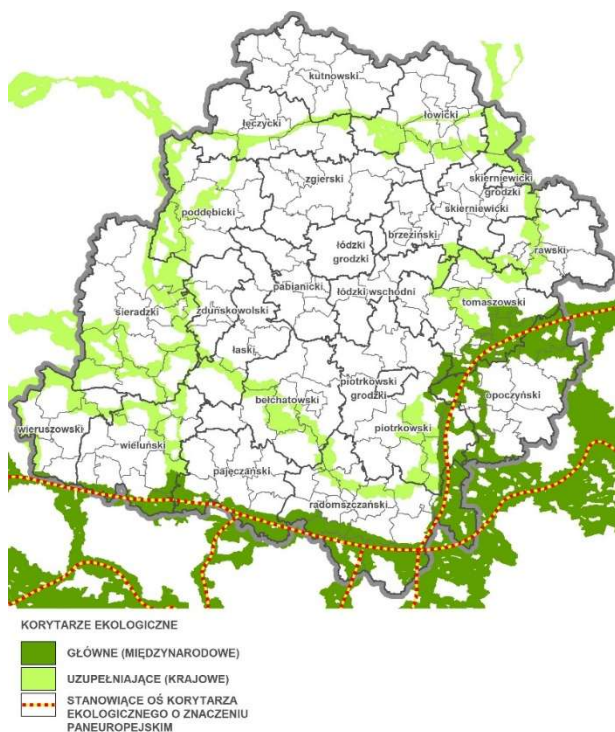 kutnowski
łęczycki
łowicki
zgierski
skierniewicki
grodzki
poddębicki
skierniewicki
brzeziński
łódzki
grodzki
rawski
pabianicki
łódzki wschodni
tomaszowski
sieradzki
zduńskowolski
łaski
piotrkowski
grodzki
opoczyński
bełchatowski
wieruszowski
piotrkowski
wieluński
pajęczański
radomszczański
KORYTARZE EKOLOGICZNE
GŁÓWNE (MIĘDZYNARODOWE)
UZUPEŁNIAJĄCE (KRAJOWE)
STANOWIĄCE OŚ KORYTARZA
EKOLOGICZNEGO O ZNACZENIU
PANEUROPEJSKIM